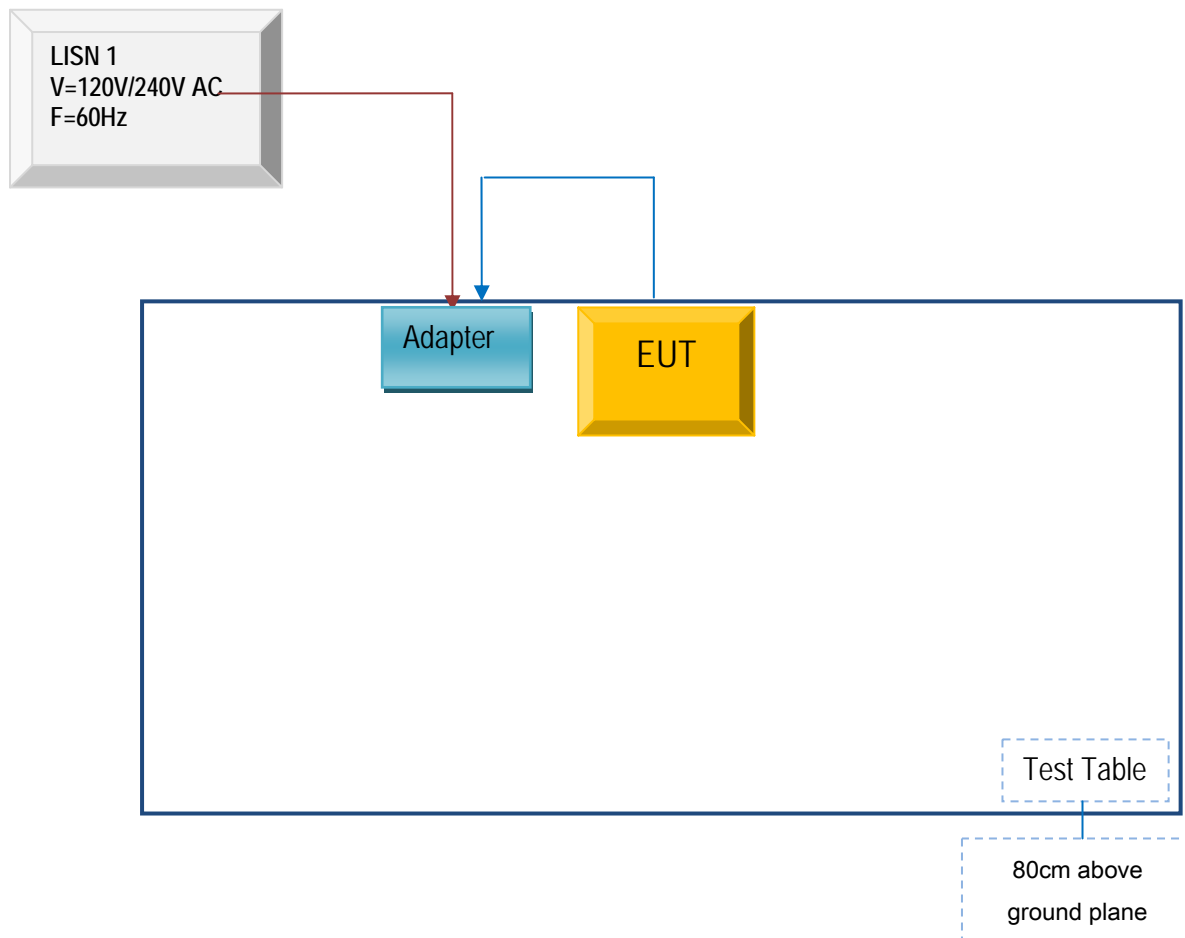 LISN 1
V=120V/240V AC
F=60Hz
Adapter
EUT
Test Table
80cm above
ground plane